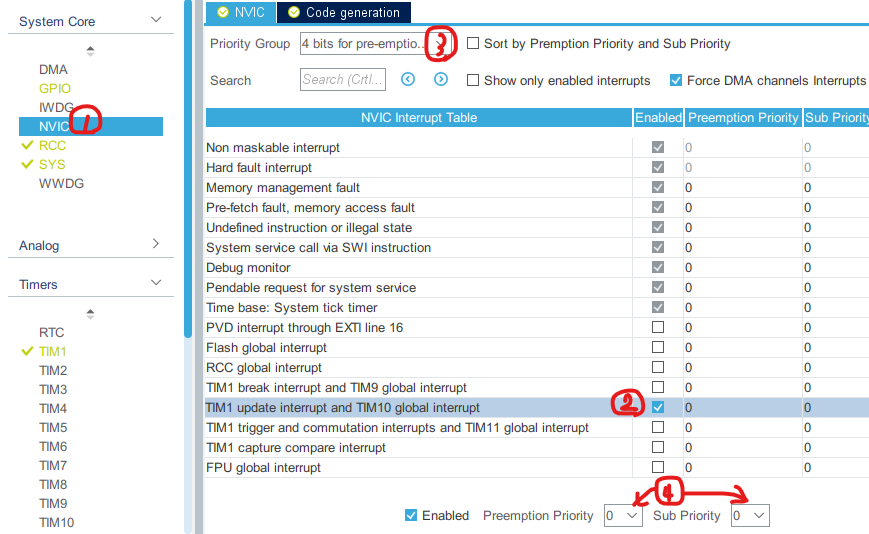 System Core
DMA
GPIO
IWDG
NVIC
RCC
SYS
WWDG
Analog
Timers
RTC
TIM1
TIM2
TIM3
TIM4
TIM5
TIM6
TIM7
TIM8
TIM9
TIM10
1
NVIC Code generation
Priority Group 4 bits for pre-emptio... 3 Sort by Premption Priority and Sub Priority
Search Search (Crtl... Show only enabled interrupts Force DMA channels Interrupts
NVIC Interrupt Table Enabled Preemption Priority Sub Priority
Non maskable interrupt 0 0
Hard fault interrupt 0 0
Memory management fault 0 0
Pre-fetch fault, memory access fault 0 0
Undefined instruction or illegal state 0 0
System service call via SWI instruction 0 0
Debug monitor 0 0
Pendable request for system service 0 0
Time base: System tick timer 0 0
PVD interrupt through EXTI line 16 0 0
Flash global interrupt 0 0
RCC global interrupt 0 0
TIM1 break interrupt and TIM9 global interrupt 0 0
TIM1 update interrupt and TIM10 global interrupt 2 0 0
TIM1 trigger and commutation interrupts and TIM11 global interrupt 0 0
TIM1 capture compare interrupt 0 0
FPU global interrupt 0 0
4
Enabled Preemption Priority 0 Sub Priority 0